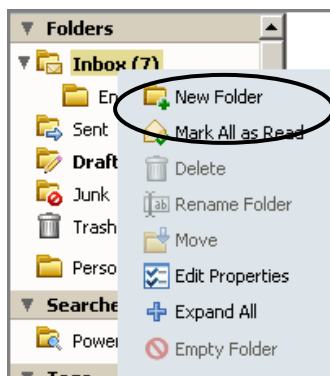 Folders
Inbox (7)
En
New Folder
Sent
Mark All as Read
Draft
Delete
Junk
Rename Folder
Trash
Move
Perso
Edit Properties
Searche
Expand All
Power
Empty Folder